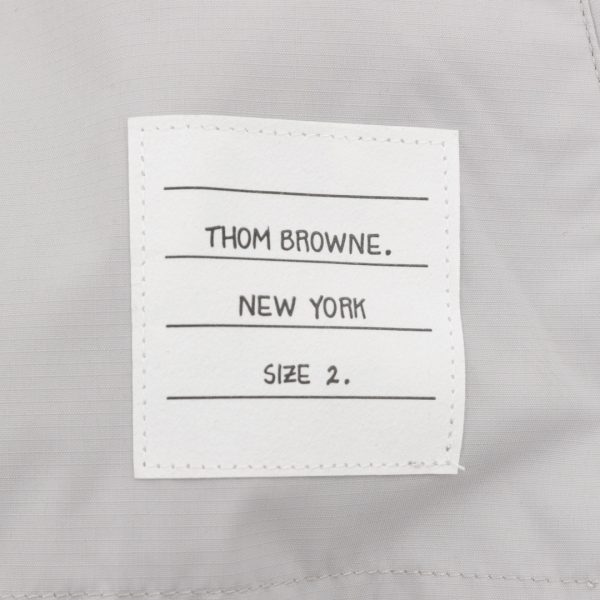 THOM BROWNE.
NEW YORK
SIZE 2.